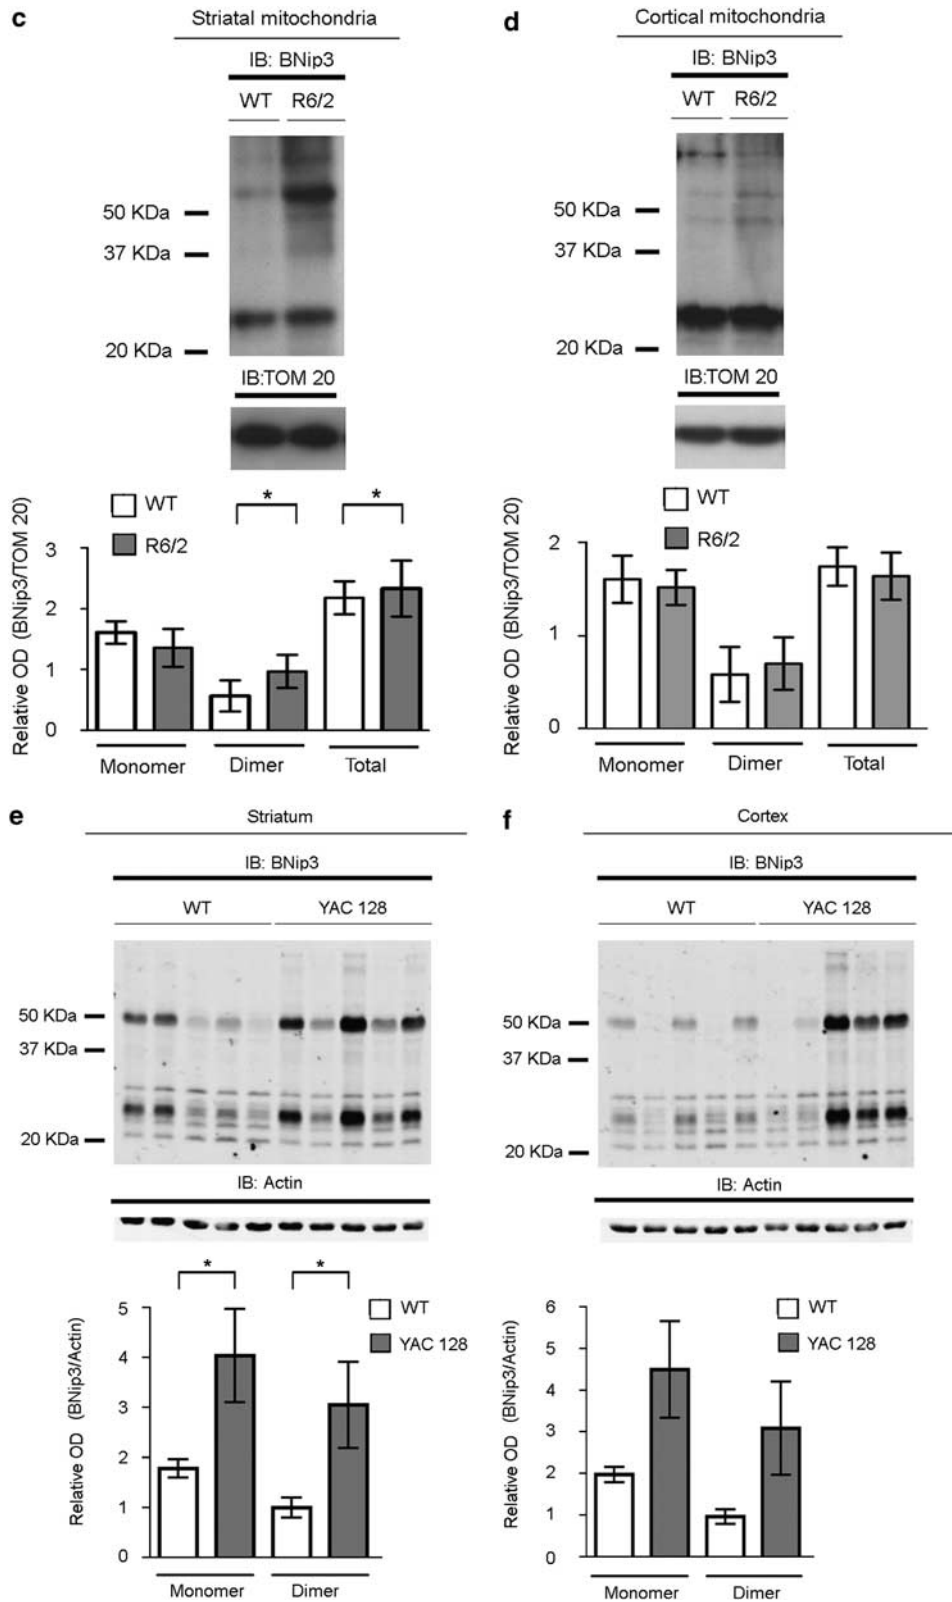 c
Striatal mitochondria
IB: BNip3
WT R6/2
50 KDa
37 KDa
20 KDa
IB:TOM 20
WT
R6/2
* *
Relative OD (BNip3/TOM 20)
3
2
1
0
Monomer Dimer Total
d
Cortical mitochondria
IB: BNip3
WT R6/2
50 KDa
37 KDa
20 KDa
IB:TOM 20
WT
R6/2
Relative OD (BNip3/TOM 20)
2
1
0
Monomer Dimer Total
e
Striatum
IB: BNip3
WT YAC 128
50 KDa
37 KDa
20 KDa
IB: Actin
* *
WT
YAC 128
Relative OD (BNip3/Actin)
5
4
3
2
1
0
Monomer Dimer
f
Cortex
IB: BNip3
WT YAC 128
50 KDa
37 KDa
20 KDa
IB: Actin
WT
YAC 128
Relative OD (BNip3/Actin)
6
5
4
3
2
1
0
Monomer Dimer